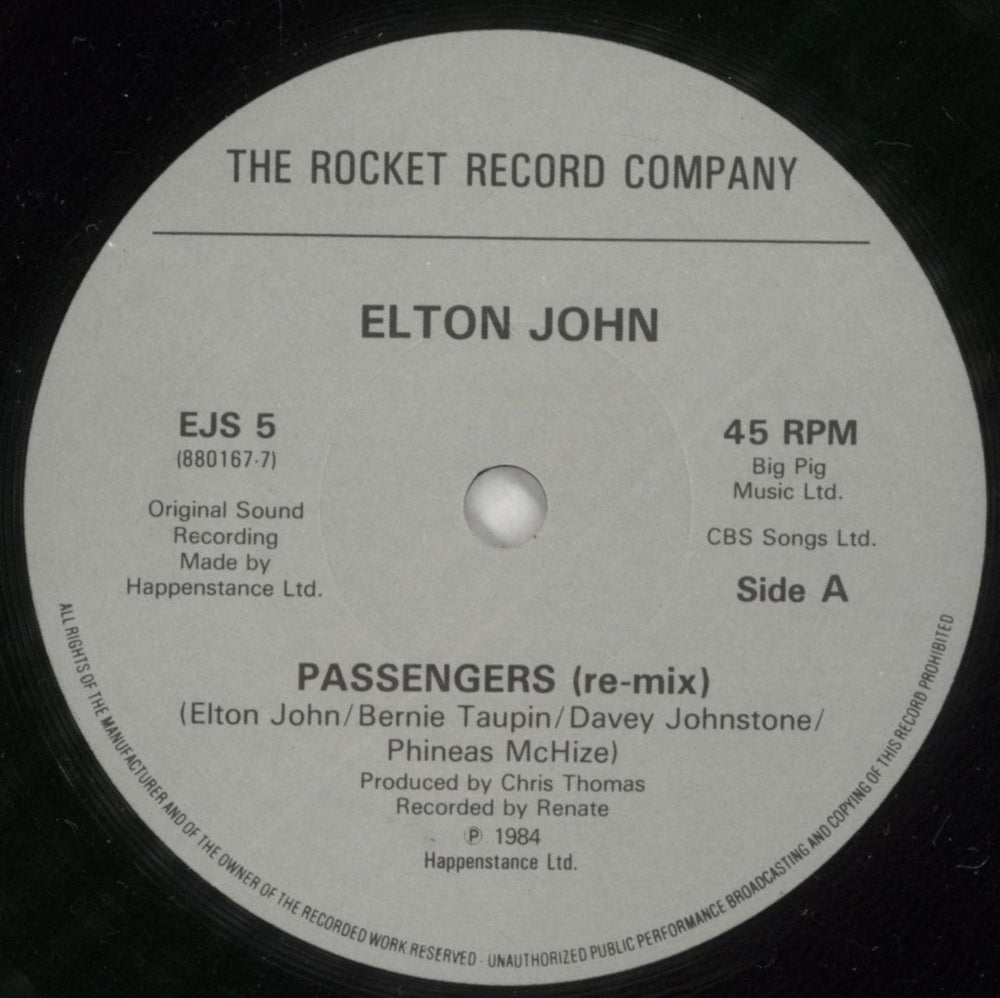 THE ROCKET RECORD COMPANY
ELTON JOHN
EJS 5
(880167-7)
Original Sound
Recording
Made by
Happenstance Ltd.
45 RPM
Big Pig
Music Ltd.
CBS Songs Ltd.
Side A
PASSENGERS (re-mix)
(Elton John/Bernie Taupin/Davey Johnstone/
Phineas McHize)
Produced by Chris Thomas
Recorded by Renate
℗ 1984
Happenstance Ltd.
ALL RIGHTS OF THE MANUFACTURER AND OF THE OWNER OF THE RECORDED WORK RESERVED · UNAUTHORIZED PUBLIC PERFORMANCE BROADCASTING AND COPYING OF THIS RECORD PROHIBITED